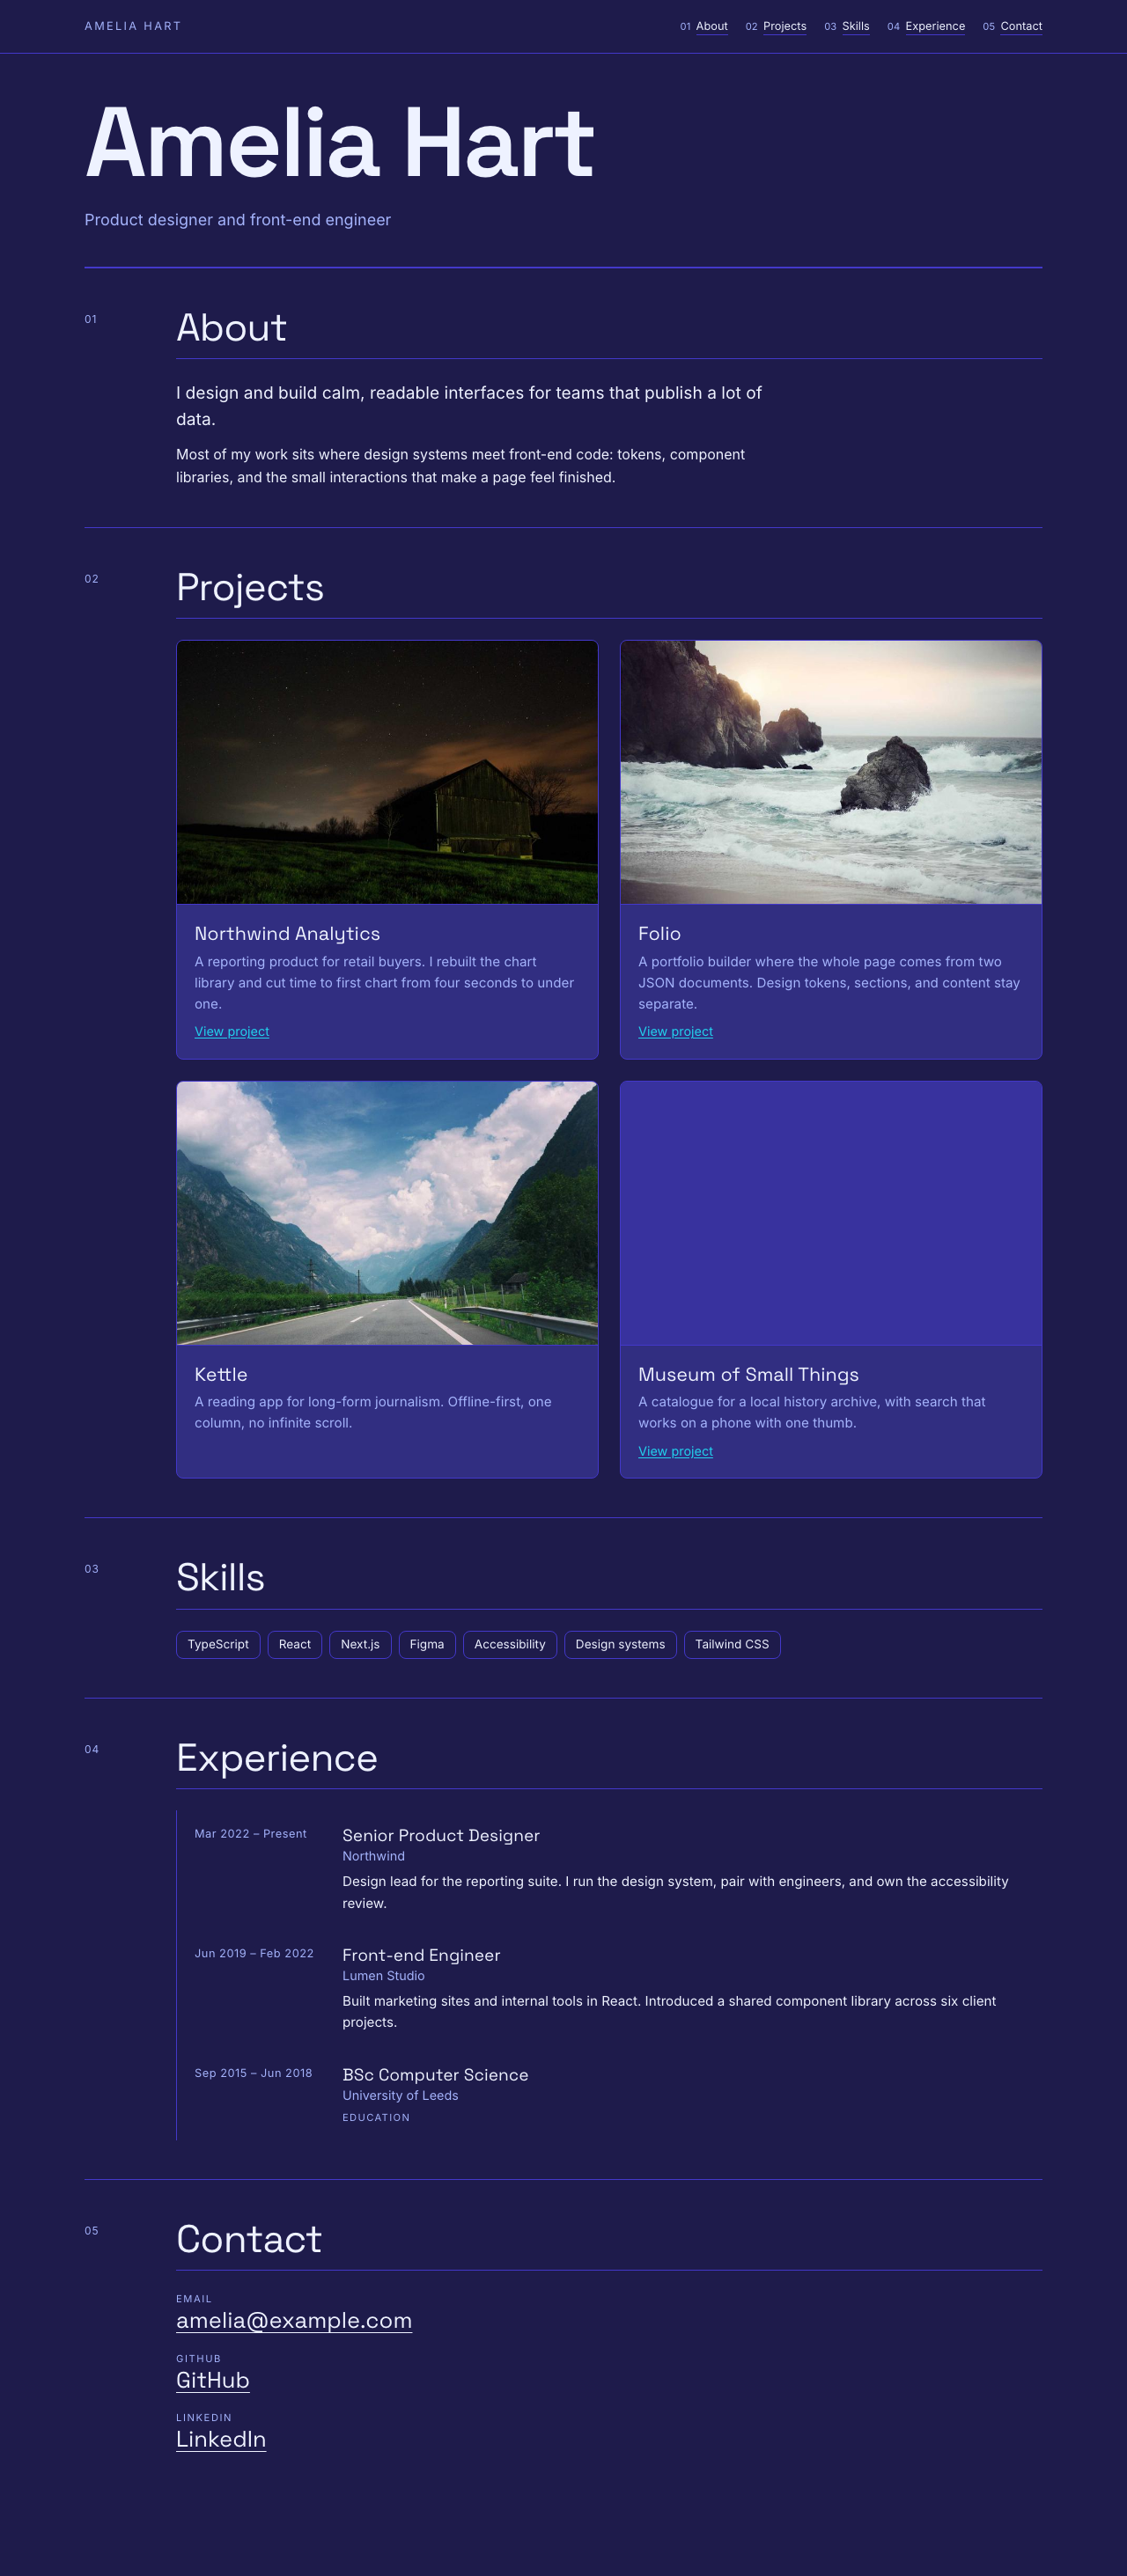 AMELIA HART
01 About 02 Projects 03 Skills 04 Experience 05 Contact
Amelia Hart
Product designer and front-end engineer
01
About
I design and build calm, readable interfaces for teams that publish a lot of
data.
Most of my work sits where design systems meet front-end code: tokens, component
libraries, and the small interactions that make a page feel finished.
02
Projects
Northwind Analytics
A reporting product for retail buyers. I rebuilt the chart
library and cut time to first chart from four seconds to under
one.
View project
Folio
A portfolio builder where the whole page comes from two
JSON documents. Design tokens, sections, and content stay
separate.
View project
Kettle
A reading app for long-form journalism. Offline-first, one
column, no infinite scroll.
Museum of Small Things
A catalogue for a local history archive, with search that
works on a phone with one thumb.
View project
03
Skills
TypeScript React Next.js Figma Accessibility Design systems Tailwind CSS
04
Experience
Mar 2022 – Present
Senior Product Designer
Northwind
Design lead for the reporting suite. I run the design system, pair with engineers, and own the accessibility
review.
Jun 2019 – Feb 2022
Front-end Engineer
Lumen Studio
Built marketing sites and internal tools in React. Introduced a shared component library across six client
projects.
Sep 2015 – Jun 2018
BSc Computer Science
University of Leeds
EDUCATION
05
Contact
EMAIL
amelia@example.com
GITHUB
GitHub
LINKEDIN
LinkedIn